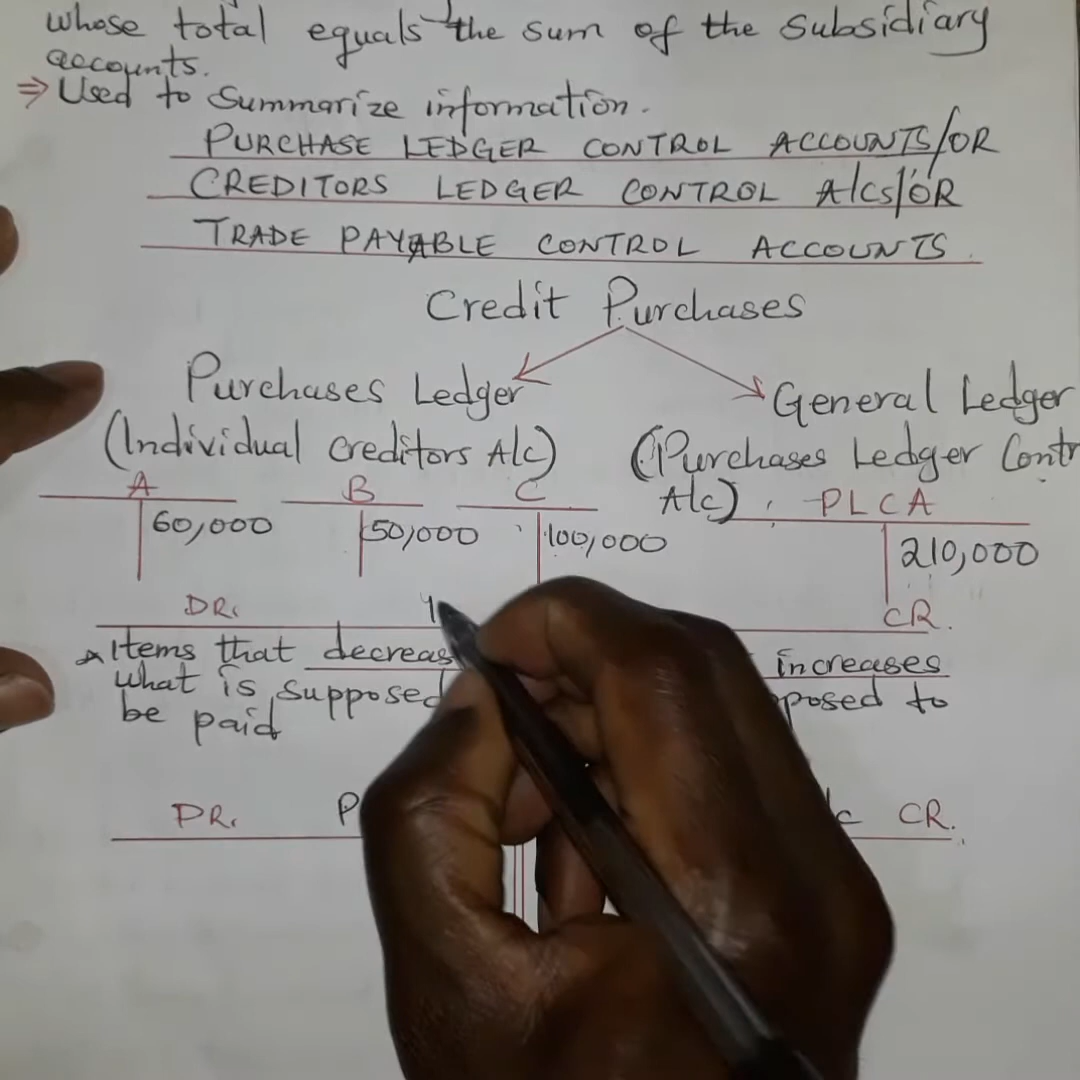 whose total equals the sum of the subsidiary
accounts.
⇒ Used to summarize information.
PURCHASE LEDGER CONTROL ACCOUNTS/OR
CREDITORS LEDGER CONTROL A/Cs/OR
TRADE PAYABLE CONTROL ACCOUNTS.
Credit Purchases
Purchases Ledger
(Individual creditors A/C)
General Ledger
(Purchases Ledger Contr
A/C).
A
60,000
B
50,000
C
100,000
PLCA
210,000
DR. CR.
Items that decreas increases
what is supposed posed to
be paid
DR. P c CR.